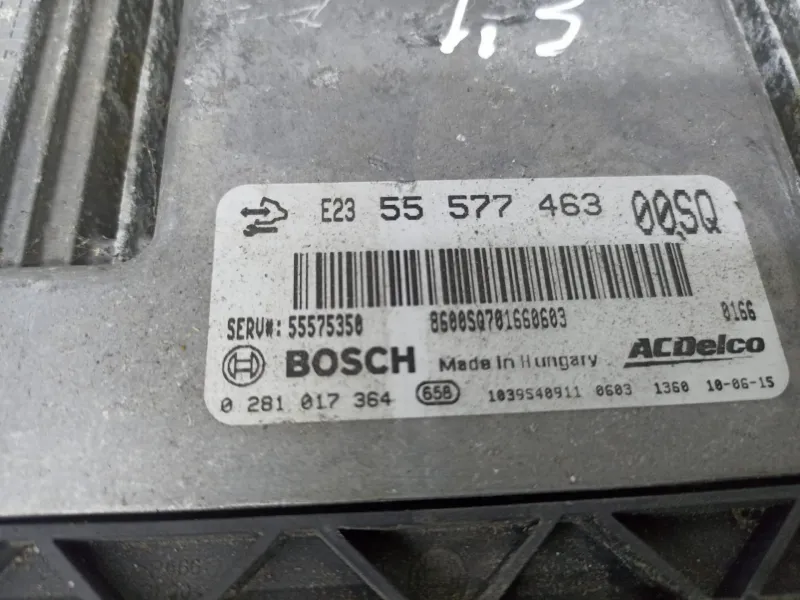 1.3
E23 55 577 463 00SQ
SERV#: 55575350 8600SQ701660603 0166
BOSCH Made in Hungary ACDelco
0 281 017 364 658 1039S40911 0603 1360 10-06-15